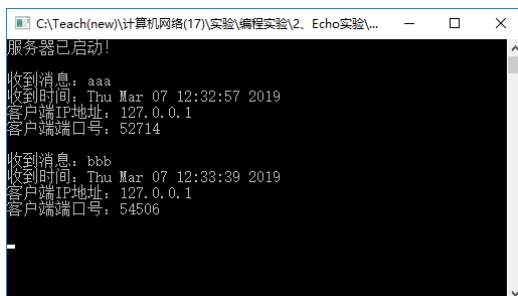 C:\Teach(new)\计算机网络(17)\实验\编程实验\2、Echo实验\...
服务器已启动！
收到消息：aaa
收到时间：Thu Mar 07 12:32:57 2019
客户端IP地址：127.0.0.1
客户端端口号：52714
收到消息：bbb
收到时间：Thu Mar 07 12:33:39 2019
客户端IP地址：127.0.0.1
客户端端口号：54506